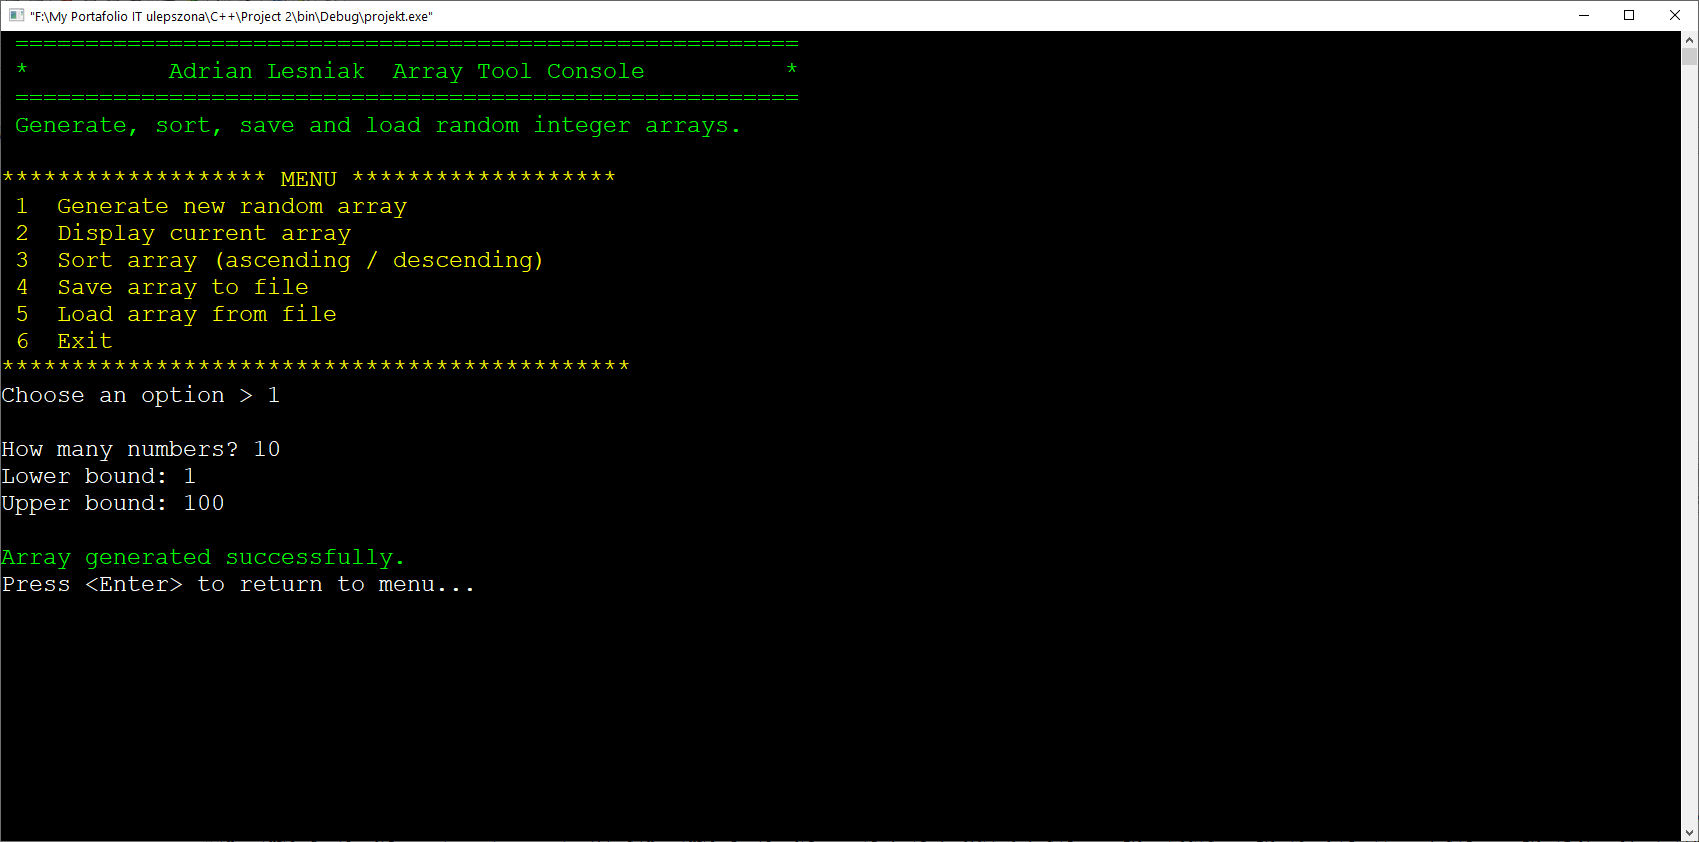 "F:\My Portafolio IT ulepszona\C++\Project 2\bin\Debug\projekt.exe"
========================================================
*          Adrian Lesniak  Array Tool Console          *
========================================================
Generate, sort, save and load random integer arrays.
******************* MENU *******************
1  Generate new random array
2  Display current array
3  Sort array (ascending / descending)
4  Save array to file
5  Load array from file
6  Exit
*********************************************
Choose an option > 1
How many numbers? 10
Lower bound: 1
Upper bound: 100
Array generated successfully.
Press <Enter> to return to menu...